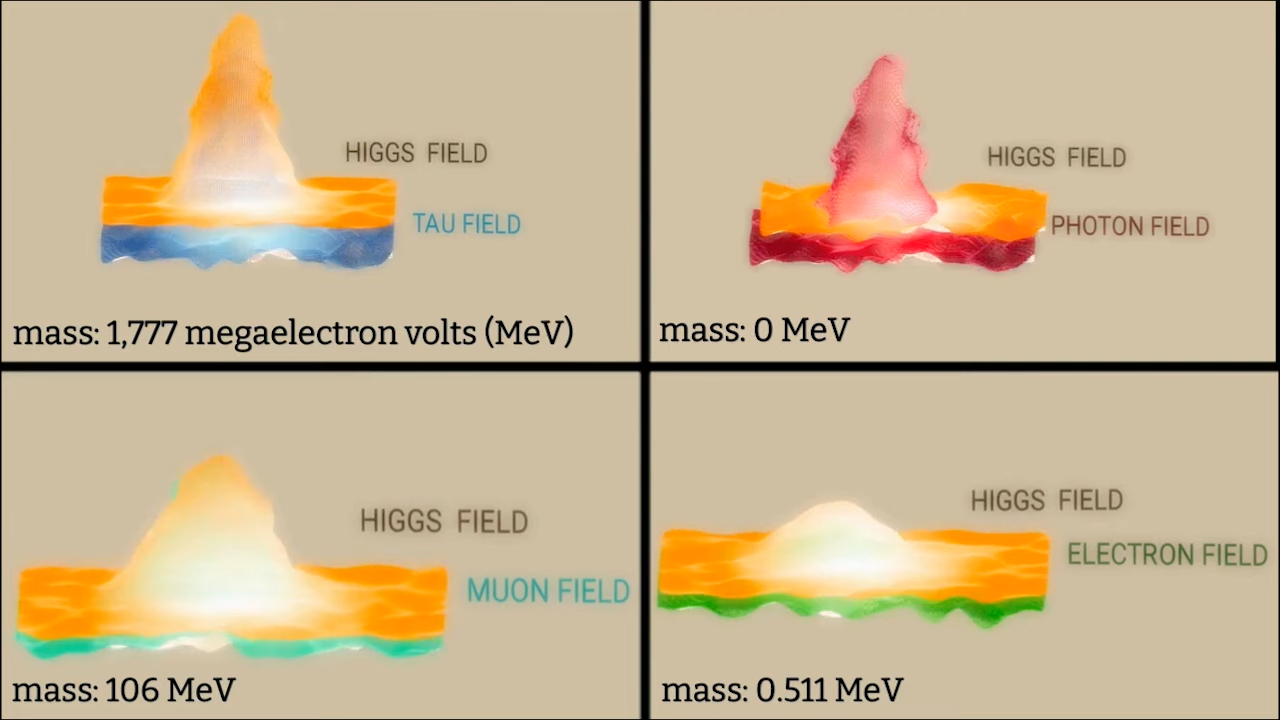 HIGGS FIELD
TAU FIELD
mass: 1,777 megaelectron volts (MeV)
HIGGS FIELD
PHOTON FIELD
mass: 0 MeV
HIGGS FIELD
MUON FIELD
mass: 106 MeV
HIGGS FIELD
ELECTRON FIELD
mass: 0.511 MeV